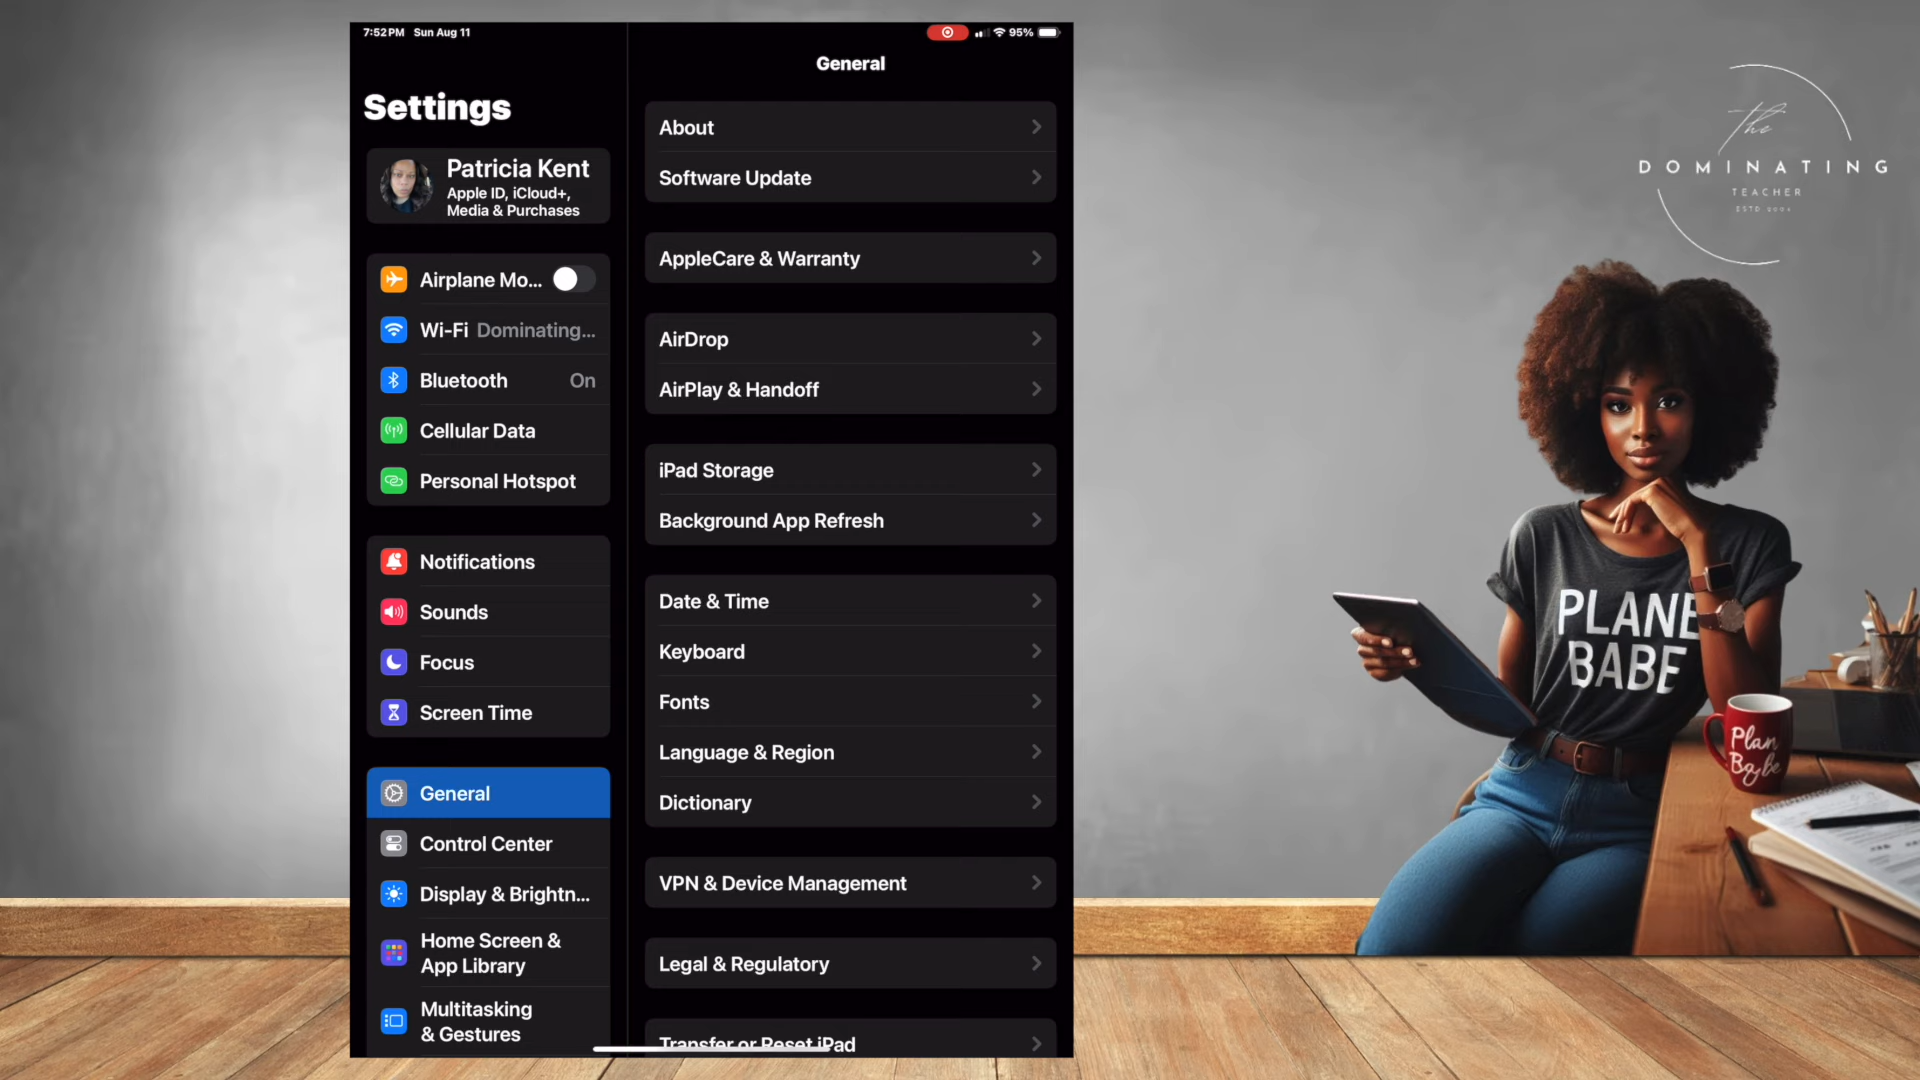 7:52 PM Sun Aug 11
95%
Settings
Patricia Kent
Apple ID, iCloud+,
Media & Purchases
Airplane Mo...
Wi-Fi Dominating...
Bluetooth On
Cellular Data
Personal Hotspot
Notifications
Sounds
Focus
Screen Time
General
Control Center
Display & Brightn...
Home Screen &
App Library
Multitasking
& Gestures
General
About
Software Update
AppleCare & Warranty
AirDrop
AirPlay & Handoff
iPad Storage
Background App Refresh
Date & Time
Keyboard
Fonts
Language & Region
Dictionary
VPN & Device Management
Legal & Regulatory
Transfer or Reset iPad
the
DOMINATING
TEACHER
ESTD 2004
PLANE
BABE
Plan
Babe